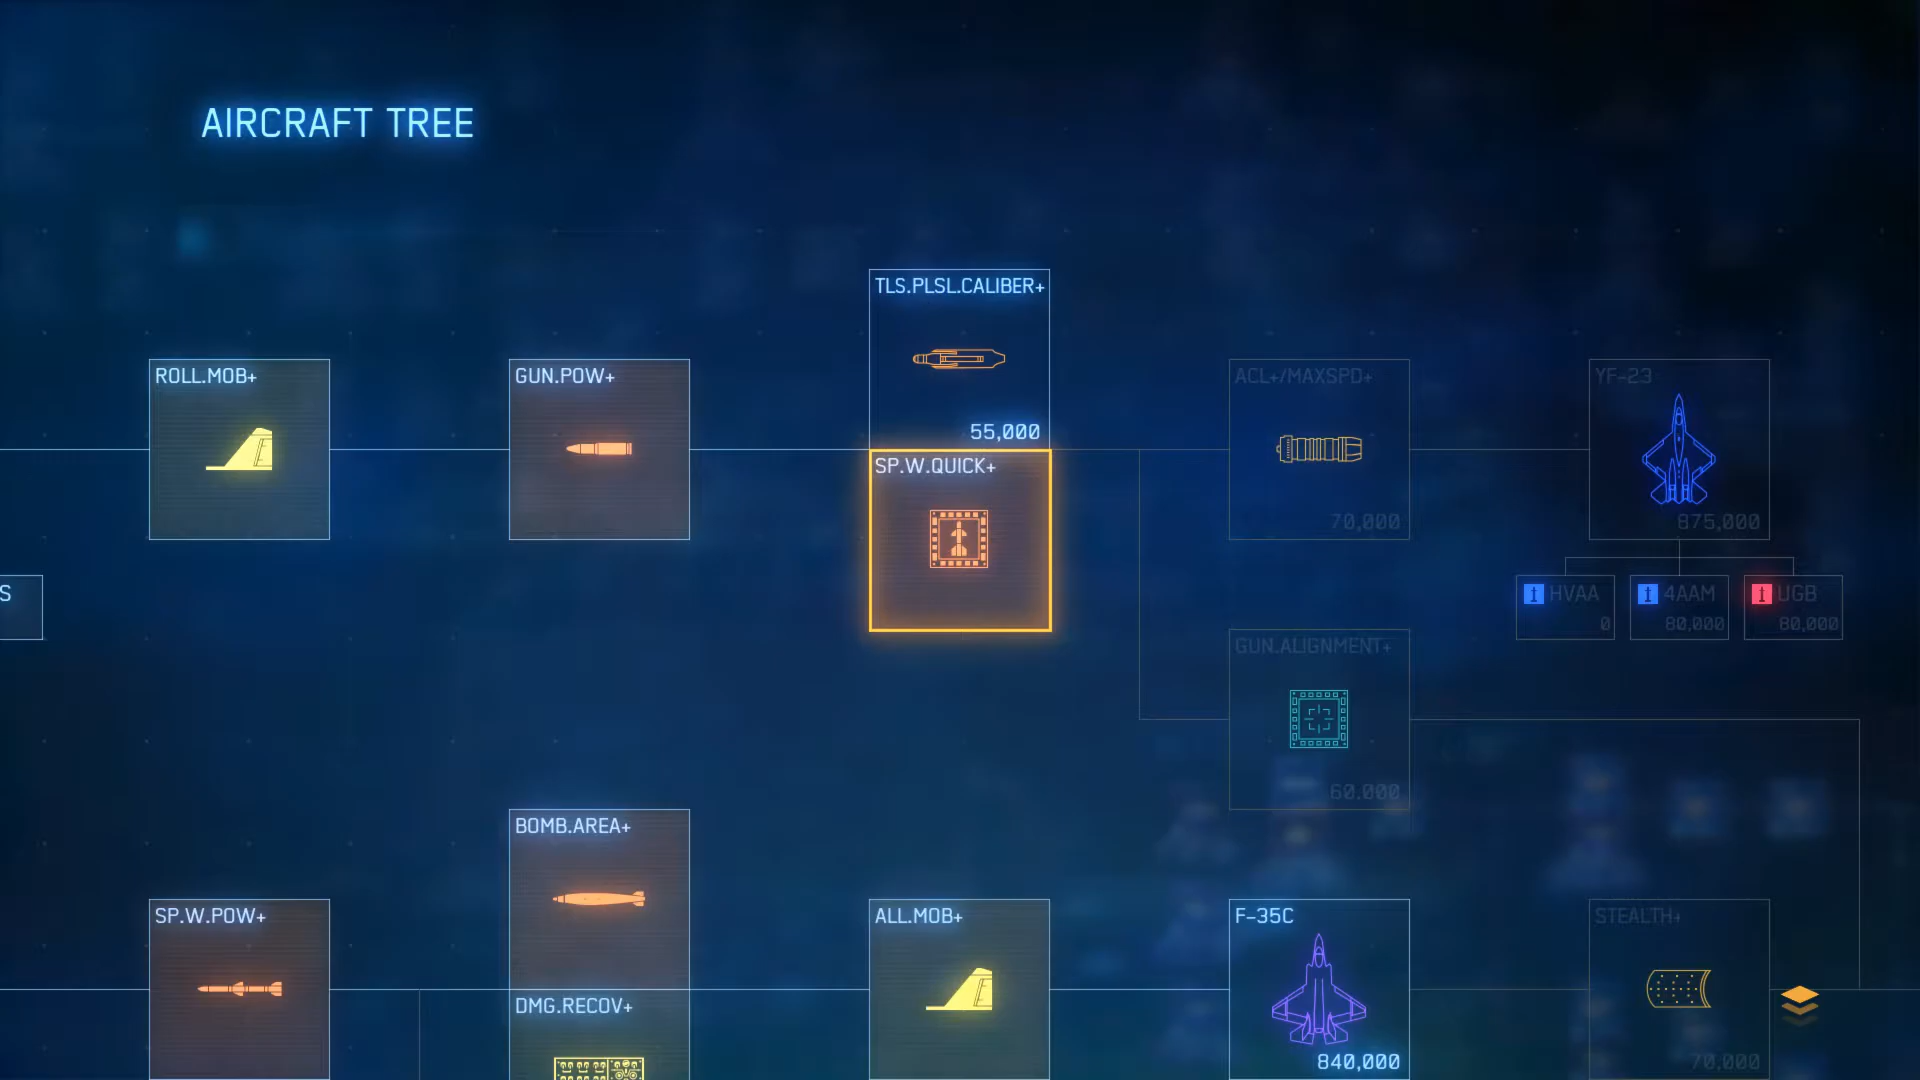 AIRCRAFT TREE
TLS.PLSL.CALIBER+
55,000
ROLL.MOB+
GUN.POW+
SP.W.QUICK+
ACL+/MAXSPD+
70,000
YF-23
875,000
S
HVAA
0
4AAM
80,000
UGB
80,000
GUN.ALIGNMENT+
60,000
BOMB.AREA+
SP.W.POW+
DMG.RECOV+
ALL.MOB+
F-35C
840,000
STEALTH+
70,000